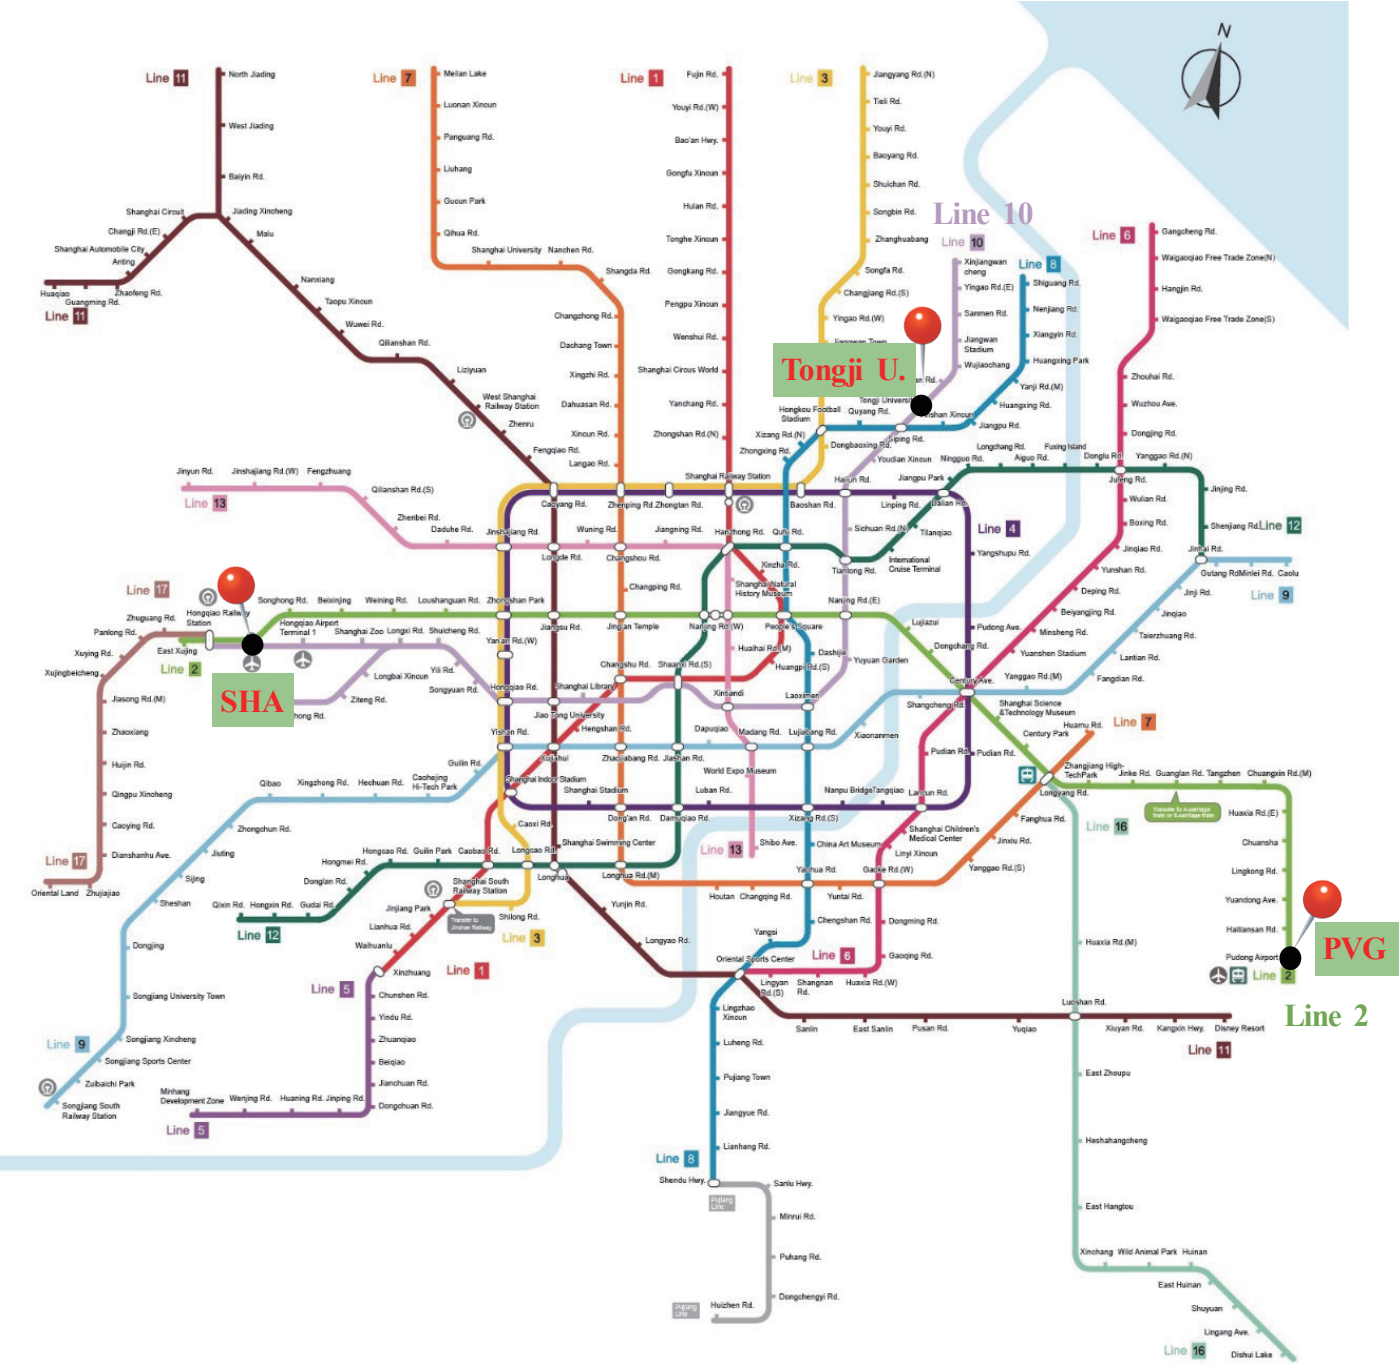 N
Line 11
North Jiading
West Jiading
Baiyin Rd.
Jiading Xincheng
Malu
Shanghai Circuit
Changji Rd.(E)
Shanghai Automobile City
Anting
Huaqiao
Guangming Rd.
Zhaofeng Rd.
Line 11
Nanxiang
Taopu Xincun
Wuwei Rd.
Qilianshan Rd.
Liziyuan
West Shanghai
Railway Station
Zhenru
Fengqiao Rd.
Line 7
Meilan Lake
Luonan Xincun
Panguang Rd.
Liuhang
Gucun Park
Qihua Rd.
Shanghai University
Nanchen Rd.
Shangda Rd.
Changzhong Rd.
Dachang Town
Xingzhi Rd.
Dahuasan Rd.
Xincun Rd.
Langao Rd.
Line 1
Fujin Rd.
Youyi Rd.(W)
Bao'an Hwy.
Gongfu Xincun
Hulan Rd.
Tonghe Xincun
Gongkang Rd.
Pengpu Xincun
Wenshui Rd.
Shanghai Circus World
Yanchang Rd.
Zhongshan Rd.(N)
Shanghai Railway Station
Line 3
Jiangyang Rd.(N)
Tieli Rd.
Youyi Rd.
Baoyang Rd.
Shuichan Rd.
Songbin Rd.
Zhanghuabang
Songfa Rd.
Changjiang Rd.(S)
Yingao Rd.(W)
Line 10
Line 10
Xinjiangwan
cheng
Yingao Rd.(E)
Sanmen Rd.
Jiangwan
Stadium
Wujiaochang
Tongji U.
Tongji University
Line 8
Shiguang Rd.
Nenjiang Rd.
Xiangyin Rd.
Huangxing Park
Yanji Rd.(M)
Huangxing Rd.
Jiangpu Rd.
Siping Rd.
Quyang Rd.
Hongkou Football
Stadium
Xizang Rd.(N)
Zhongxing Rd.
Dongbaoxing Rd.
Youdian Xincun
Hailun Rd.
Line 6
Gangcheng Rd.
Waigaoqiao Free Trade Zone(N)
Hangjin Rd.
Waigaoqiao Free Trade Zone(S)
Zhouhai Rd.
Wuzhou Ave.
Dongjing Rd.
Jufeng Rd.
Wulian Rd.
Boxing Rd.
Jinqiao Rd.
Yunshan Rd.
Deping Rd.
Beiyangjing Rd.
Minsheng Rd.
Yuanshen Stadium
Century Ave.
Longchang Rd.
Fuxing Island
Ningguo Rd.
Aiguo Rd.
Donglu Rd.
Yanggao Rd.(N)
Jiangpu Park
Dalian Rd.
Jinjing Rd.
Shenjiang Rd.
Line 12
Jinhai Rd.
Gutang Rd
Minlei Rd.
Caolu
Line 9
Jinji Rd.
Jinqiao
Taierzhuang Rd.
Lantian Rd.
Fangdian Rd.
Yanggao Rd.(M)
Line 4
Yangshupu Rd.
Pudong Ave.
Linping Rd.
Baoshan Rd.
Tilanqiao
International
Cruise Terminal
Sichuan Rd.(N)
Tiantong Rd.
Qufu Rd.
Hanzhong Rd.
Jinyun Rd.
Jinshajiang Rd.(W)
Fengzhuang
Line 13
Qilianshan Rd.(S)
Zhenbei Rd.
Daduhe Rd.
Jinshajiang Rd.
Caoyang Rd.
Zhenping Rd.
Zhongtan Rd.
Wuning Rd.
Jiangning Rd.
Longde Rd.
Changshou Rd.
Changping Rd.
Xinzha Rd.
Shanghai Natural
History Museum
Line 17
Hongqiao Railway
Station
Zhuguang Rd.
Panlong Rd.
Xuying Rd.
Xujingbeicheng
Jiasong Rd.(M)
Zhaoxiang
Huijin Rd.
Qingpu Xincheng
Caoying Rd.
Dianshanhu Ave.
Line 17
Oriental Land
Zhujiajiao
East Xujing
Line 2
SHA
Songhong Rd.
Beixinjing
Weining Rd.
Loushanguan Rd.
Zhongshan Park
Jiangsu Rd.
Jing'an Temple
Nanjing Rd.(W)
People's Square
Nanjing Rd.(E)
Lujiazui
Dongchang Rd.
Hongqiao Airport
Terminal 1
Shanghai Zoo
Longxi Rd.
Shuicheng Rd.
Yili Rd.
Songyuan Rd.
Longbai Xincun
Ziteng Rd.
hong Rd.
Yan'an Rd.(W)
Hongqiao Rd.
Jiao Tong University
Shanghai Library
Changshu Rd.
Shaanxi Rd.(S)
Huaihai Rd.(M)
Huangpi Rd.(S)
Dashijie
Yuyuan Garden
Xintiandi
Laoximen
Hengshan Rd.
Yishan Rd.
Xujiahui
Zhaojiabang Rd.
Jiashan Rd.
Dapuqiao
Madang Rd.
Lujiabang Rd.
Xiaonanmen
Shangcheng Rd.
World Expo Museum
Shanghai Science
&Technology Museum
Century Park
Huamu Rd.
Line 7
Zhangjiang High-
TechPark
Longyang Rd.
Jinke Rd.
Guanglan Rd.
Tangzhen
Chuangxin Rd.(M)
Transfer to 4-carriage
train or 8-carriage train
Huaxia Rd.(E)
Chuansha
Lingkong Rd.
Yuandong Ave.
Haitiansan Rd.
Pudong Airport
PVG
Line 2
Line 2
Pudian Rd.
Pudian Rd.
Lancun Rd.
Shanghai Children's
Medical Center
Linyi Xincun
Gaoke Rd.(W)
Dongming Rd.
Gaoqing Rd.
Fanghua Rd.
Jinxiu Rd.
Yanggao Rd.(S)
Guilin Rd.
Caohejing
Hi-Tech Park
Hechuan Rd.
Xingzhong Rd.
Qibao
Zhongchun Rd.
Jiuting
Sijing
Sheshan
Dongjing
Songjiang University Town
Songjiang Xincheng
Songjiang Sports Center
Zuibaichi Park
Songjiang South
Railway Station
Line 9
Shanghai Indoor Stadium
Shanghai Stadium
Dong'an Rd.
Damuqiao Rd.
Luban Rd.
Xizang Rd.(S)
Nanpu Bridge
Tangqiao
Line 13
Shibo Ave.
China Art Museum
Yaohua Rd.
Chengshan Rd.
Caoxi Rd.
Shanghai Swimming Center
Longcao Rd.
Caobao Rd.
Guilin Park
Hongcao Rd.
Hongmei Rd.
Donglan Rd.
Gudai Rd.
Hongxin Rd.
Qixin Rd.
Line 12
Longhua
Longhua Rd.(M)
Houtan
Changqing Rd.
Yuntai Rd.
Shanghai South
Railway Station
Transfer to
Jinshan Railway
Shilong Rd.
Line 3
Jinjiang Park
Lianhua Rd.
Waihuanlu
Xinzhuang
Line 1
Line 5
Chunshen Rd.
Yindu Rd.
Zhuanqiao
Beiqiao
Jianchuan Rd.
Dongchuan Rd.
Minhang
Development Zone
Wenjing Rd.
Huaning Rd.
Jinping Rd.
Line 5
Yunjin Rd.
Longyao Rd.
Yangsi
Oriental Sports Center
Line 6
Lingyan
Rd.(S)
Shangnan
Rd.
Huaxia Rd.(W)
Sanlin
East Sanlin
Pusan Rd.
Yuqiao
Luoshan Rd.
Xiuyan Rd.
Kangxin Hwy.
Disney Resort
Line 11
Lingzhao
Xincun
Luheng Rd.
Pujiang Town
Jiangyue Rd.
Lianhang Rd.
Line 8
Shendu Hwy.
Pujiang
Line
Sanlu Hwy.
Minrui Rd.
Puhang Rd.
Dongchengyi Rd.
Huizhen Rd.
Pujiang
Line
Line 16
Huaxia Rd.(M)
East Zhoupu
Heshahangcheng
East Hangtou
Xinchang
Wild Animal Park
Huinan
East Huinan
Shuyuan
Lingang Ave.
Dishui Lake
Line 16